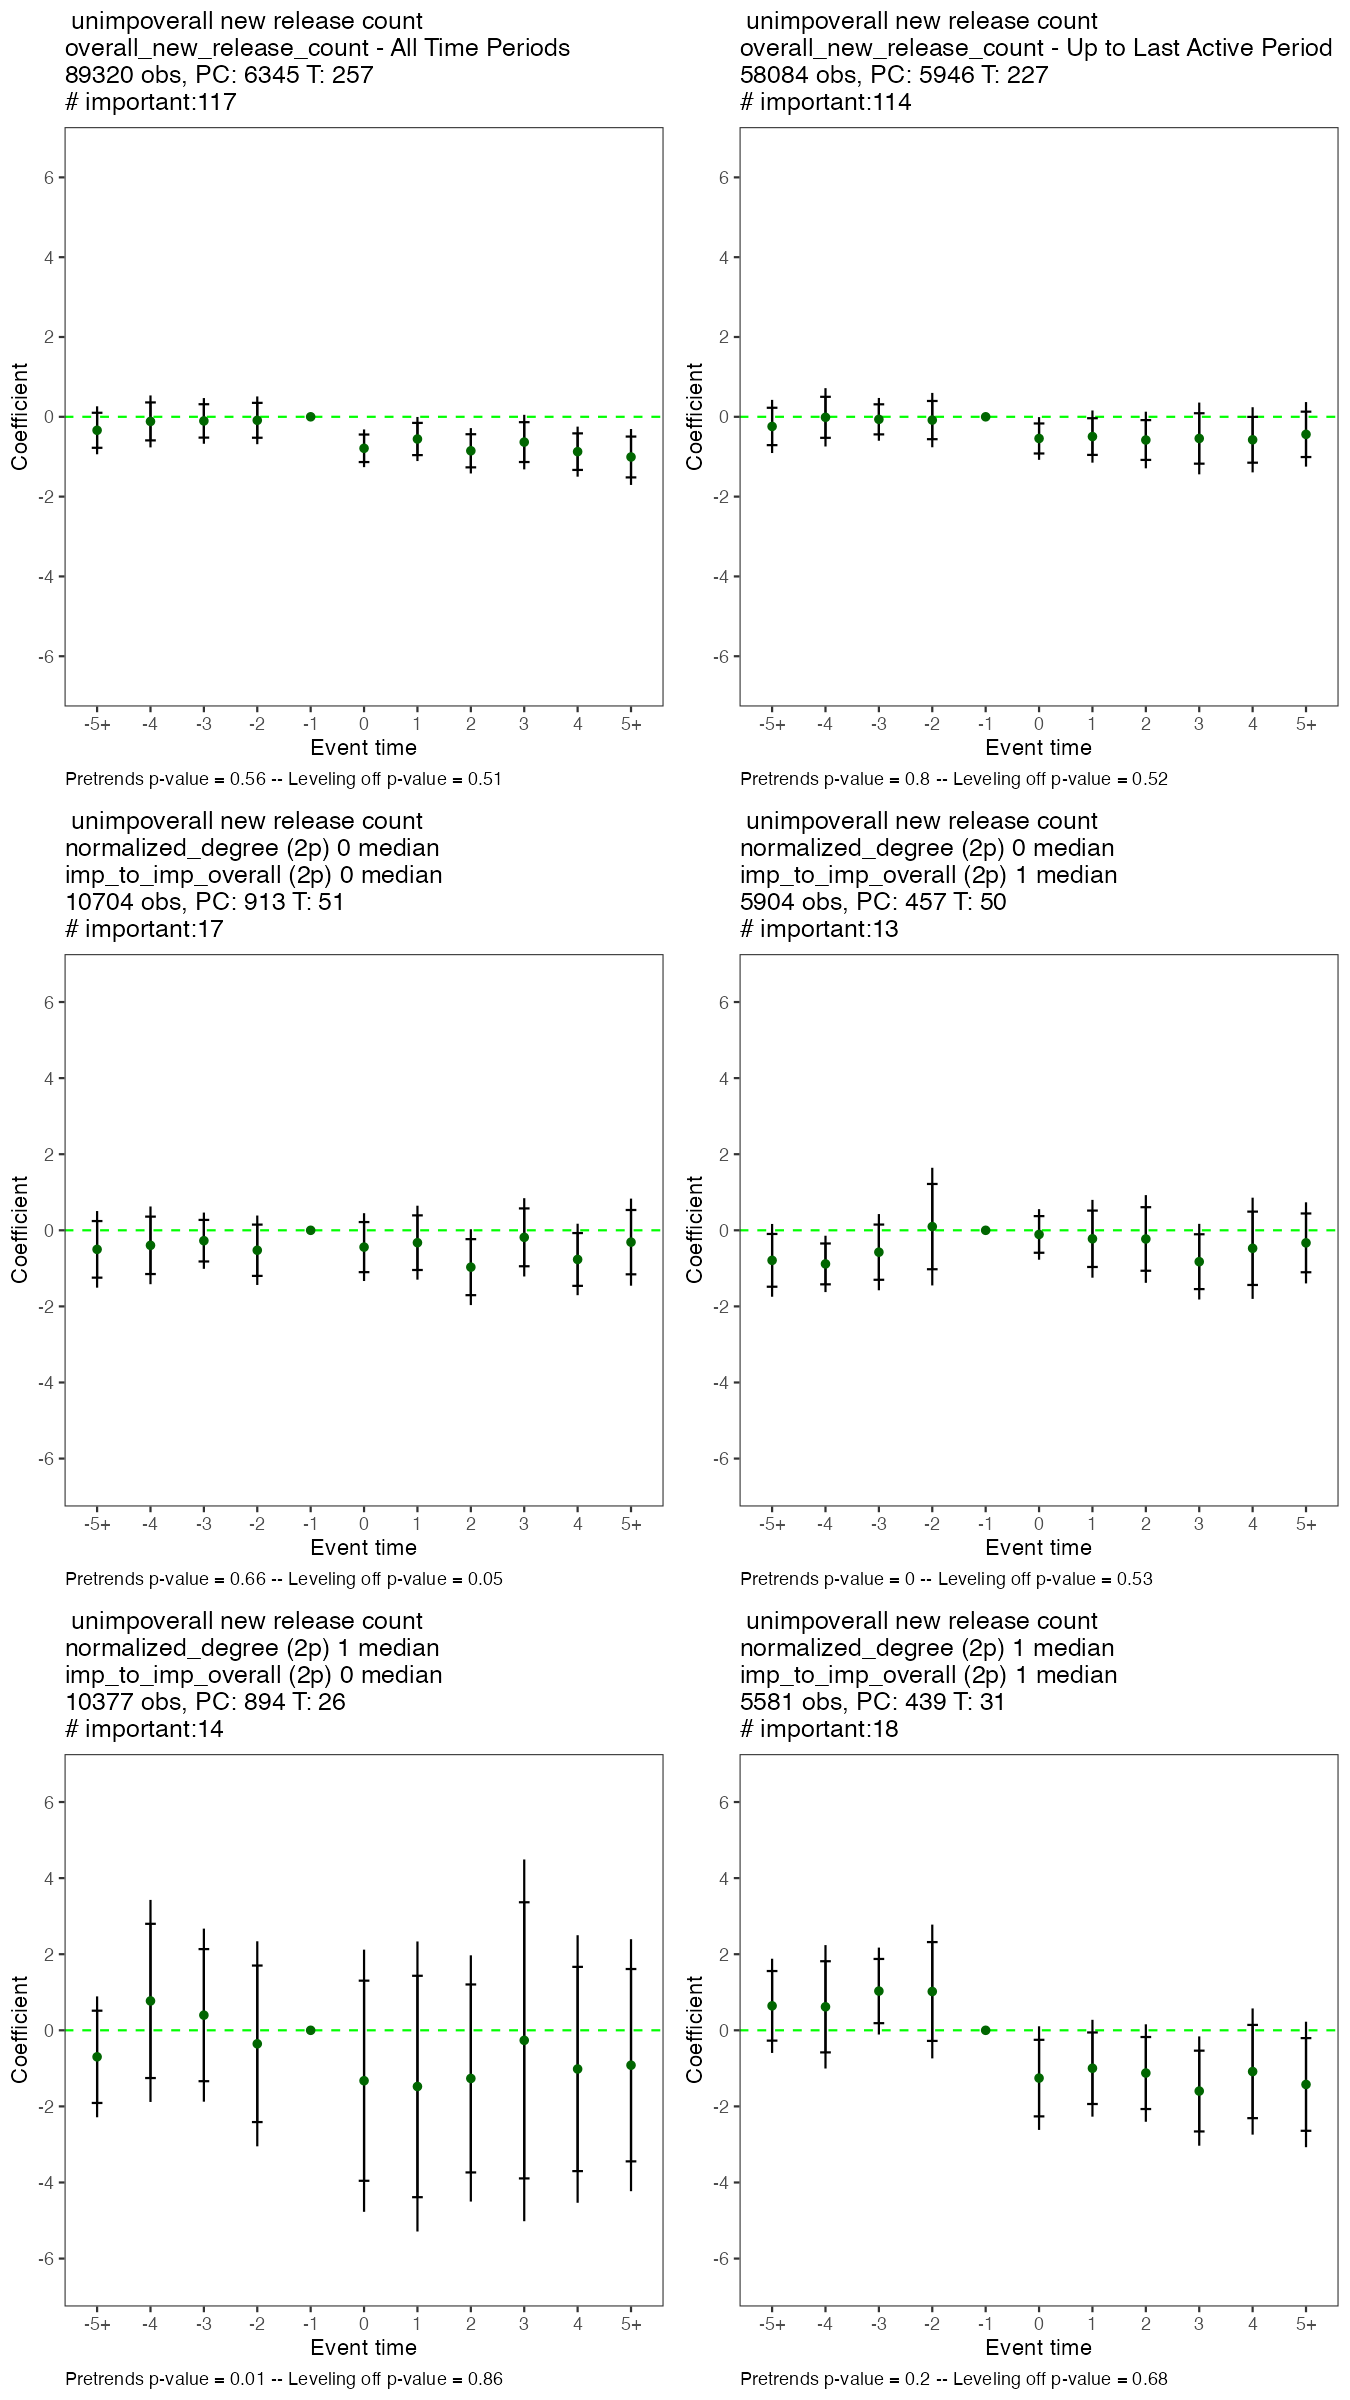 unimpoverall new release count
overall_new_release_count - All Time Periods
89320 obs, PC: 6345 T: 257
# important:117
6
4
2
0
-2
-4
-6
Coefficient
-5+ -4 -3 -2 -1 0 1 2 3 4 5+
Event time
Pretrends p-value = 0.56 -- Leveling off p-value = 0.51
unimpoverall new release count
overall_new_release_count - Up to Last Active Period
58084 obs, PC: 5946 T: 227
# important:114
6
4
2
0
-2
-4
-6
Coefficient
-5+ -4 -3 -2 -1 0 1 2 3 4 5+
Event time
Pretrends p-value = 0.8 -- Leveling off p-value = 0.52
unimpoverall new release count
normalized_degree (2p) 0 median
imp_to_imp_overall (2p) 0 median
10704 obs, PC: 913 T: 51
# important:17
6
4
2
0
-2
-4
-6
Coefficient
-5+ -4 -3 -2 -1 0 1 2 3 4 5+
Event time
Pretrends p-value = 0.66 -- Leveling off p-value = 0.05
unimpoverall new release count
normalized_degree (2p) 0 median
imp_to_imp_overall (2p) 1 median
5904 obs, PC: 457 T: 50
# important:13
6
4
2
0
-2
-4
-6
Coefficient
-5+ -4 -3 -2 -1 0 1 2 3 4 5+
Event time
Pretrends p-value = 0 -- Leveling off p-value = 0.53
unimpoverall new release count
normalized_degree (2p) 1 median
imp_to_imp_overall (2p) 0 median
10377 obs, PC: 894 T: 26
# important:14
6
4
2
0
-2
-4
-6
Coefficient
-5+ -4 -3 -2 -1 0 1 2 3 4 5+
Event time
Pretrends p-value = 0.01 -- Leveling off p-value = 0.86
unimpoverall new release count
normalized_degree (2p) 1 median
imp_to_imp_overall (2p) 1 median
5581 obs, PC: 439 T: 31
# important:18
6
4
2
0
-2
-4
-6
Coefficient
-5+ -4 -3 -2 -1 0 1 2 3 4 5+
Event time
Pretrends p-value = 0.2 -- Leveling off p-value = 0.68